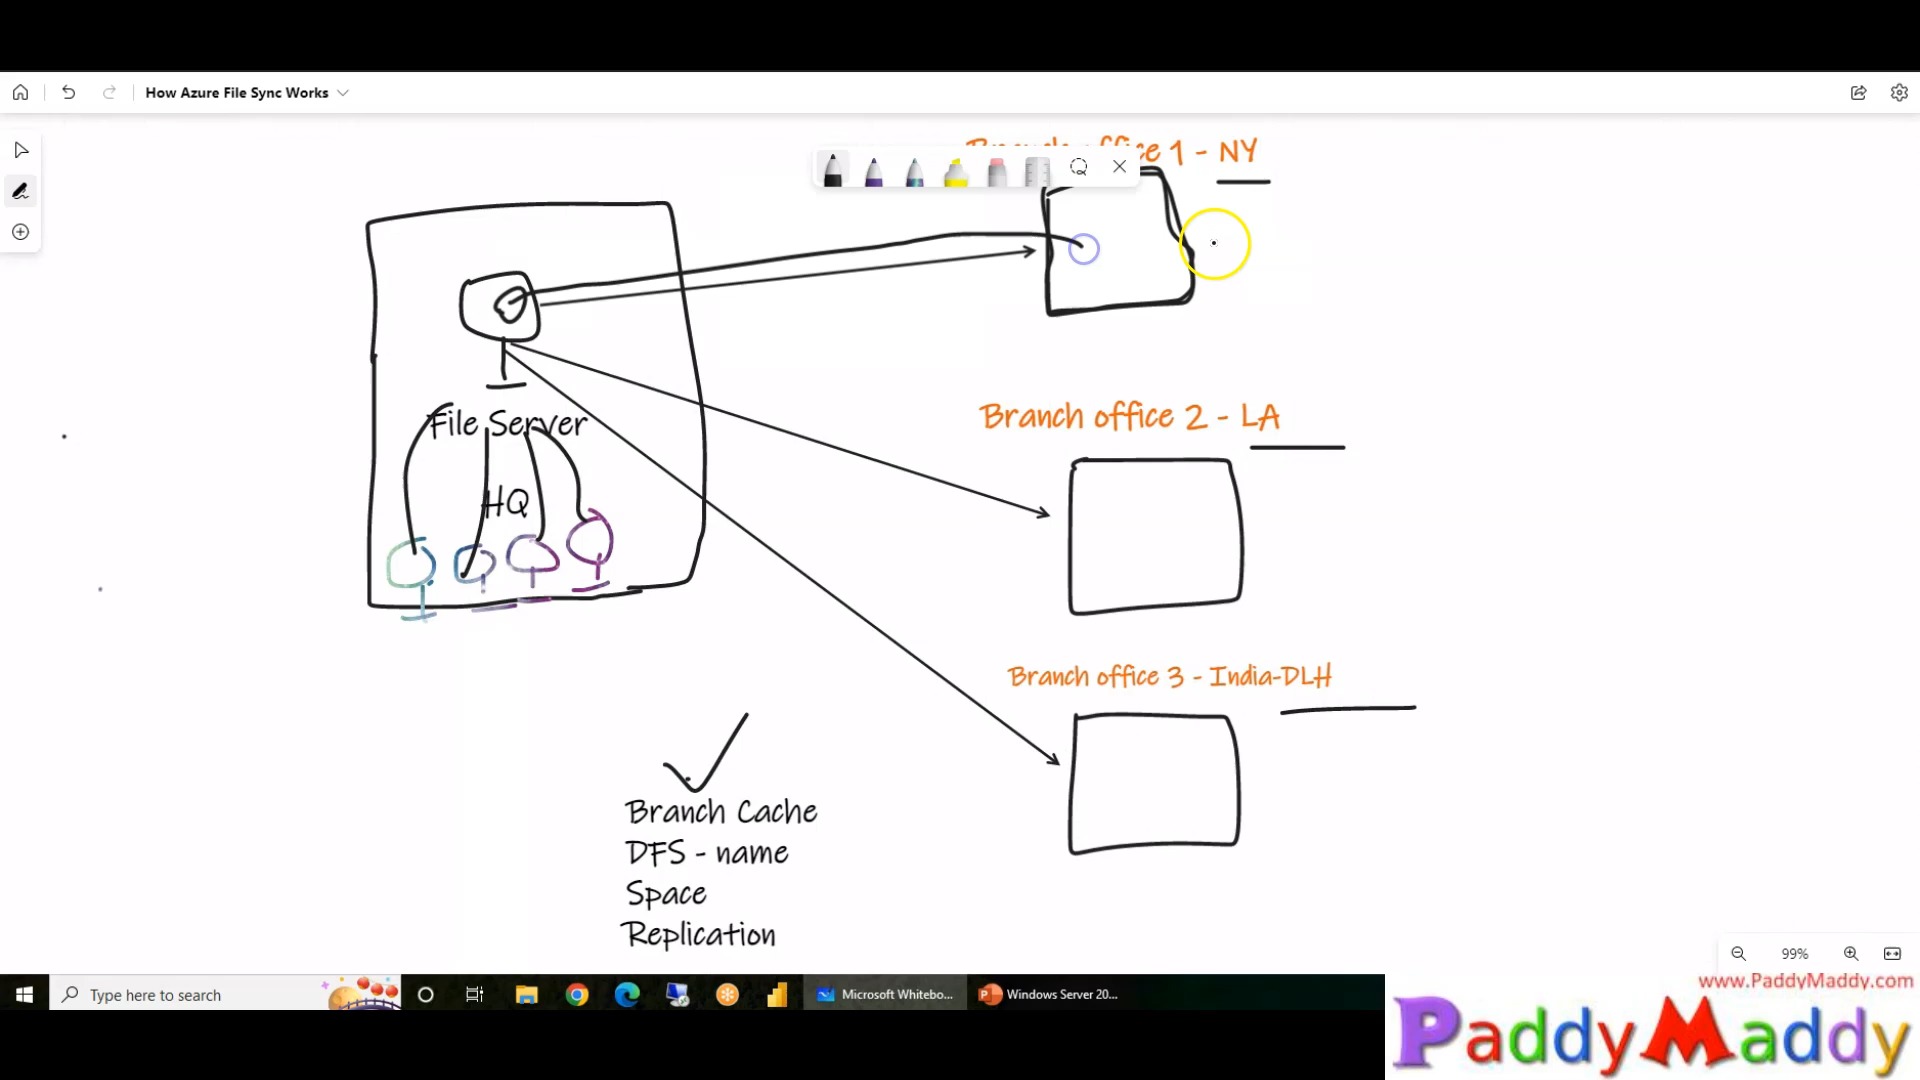 How Azure File Sync Works
Branch office 1 - NY
File Server
HQ
Branch office 2 - LA
Branch office 3 - India-DLH
Branch Cache
DFS - name
Space
Replication
99%
Type here to search
Microsoft Whitebo...
Windows Server 20...
www.PaddyMaddy.com
PaddyMaddy